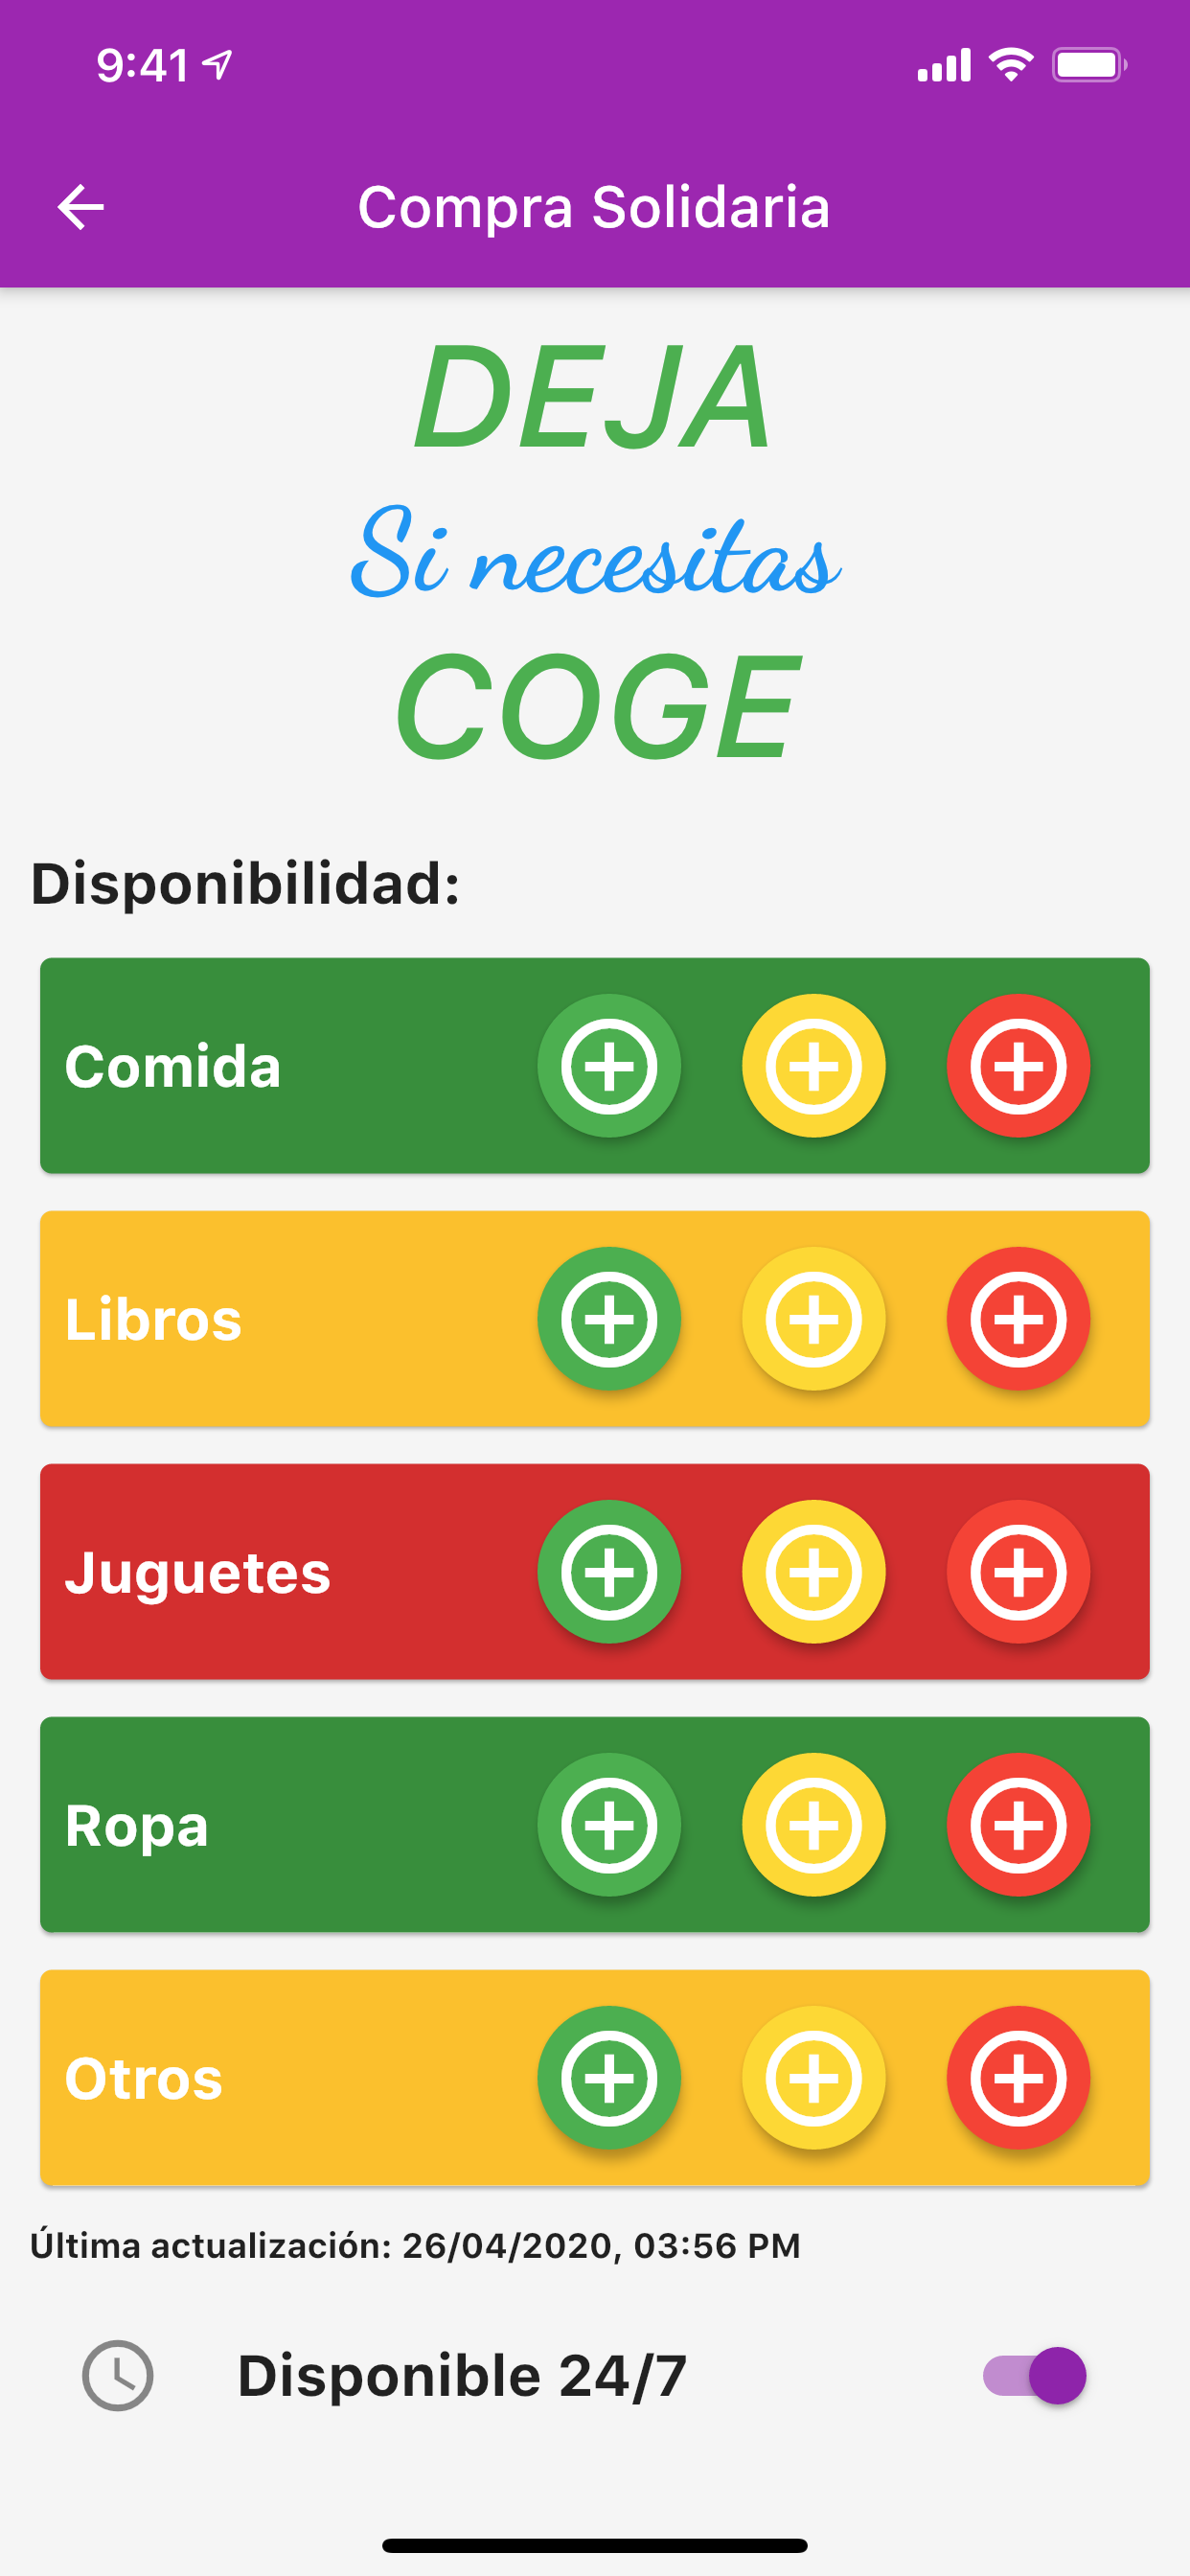 9:41
Compra Solidaria
DEJA
Si necesitas
COGE
Disponibilidad:
Comida
Libros
Juguetes
Ropa
Otros
Última actualización: 26/04/2020, 03:56 PM
Disponible 24/7